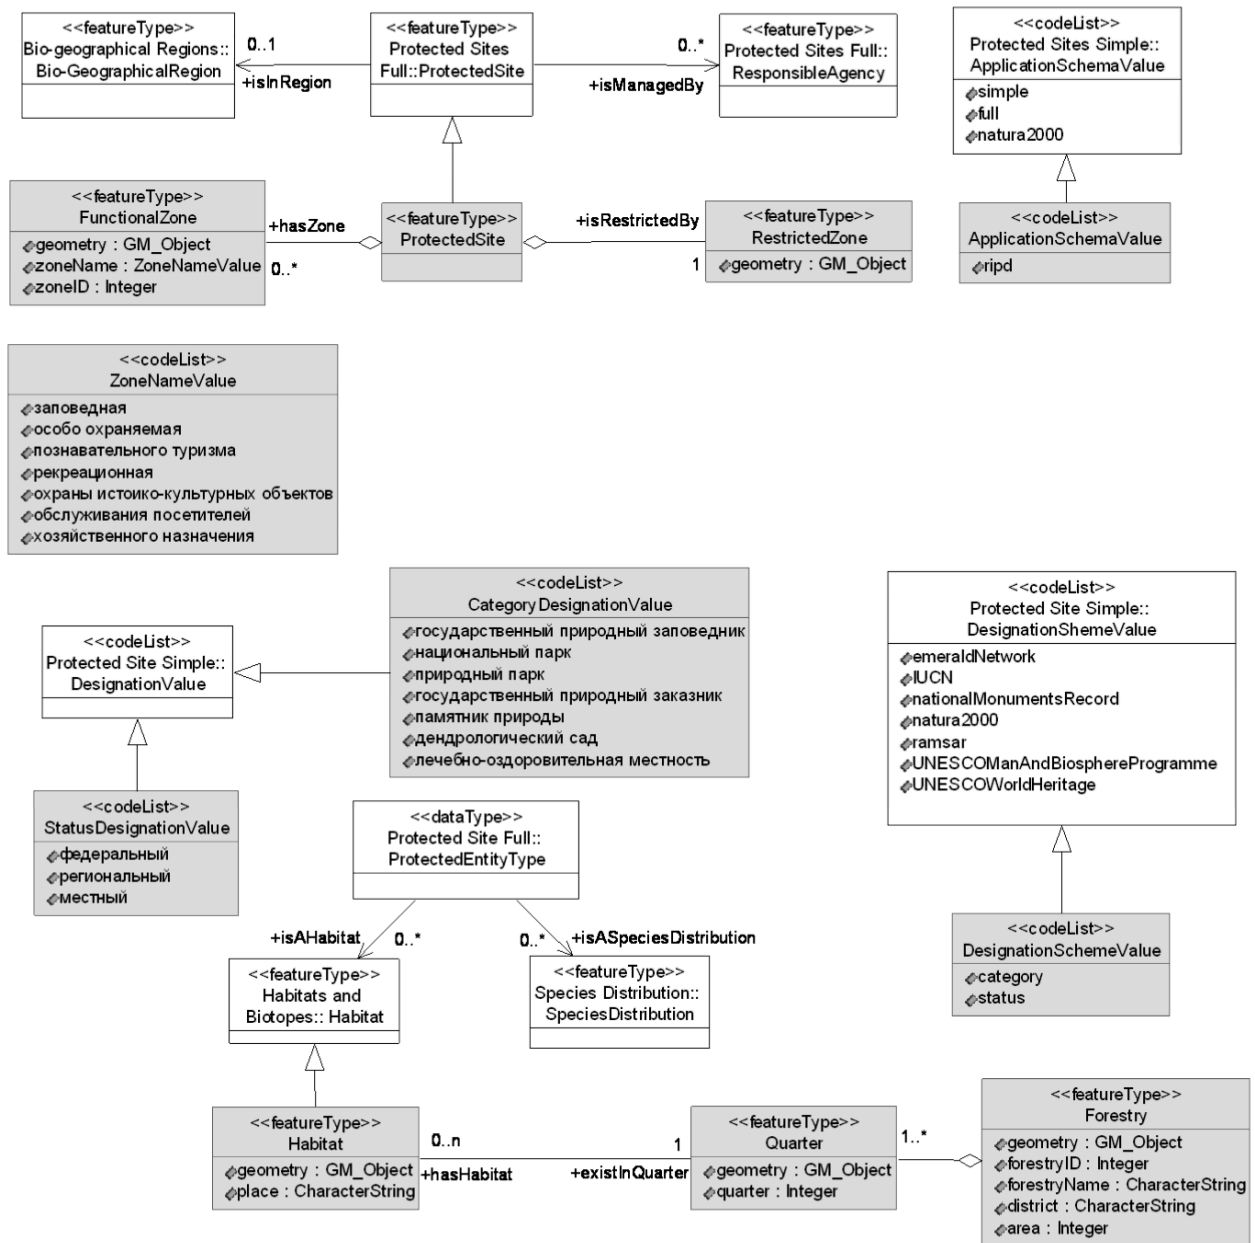 <<featureType>>
Bio-geographical Regions::
Bio-GeographicalRegion
0..1
+isInRegion
<<featureType>>
Protected Sites
Full::ProtectedSite
0..*
+isManagedBy
<<featureType>>
Protected Sites Full::
ResponsibleAgency
<<codeList>>
Protected Sites Simple::
ApplicationSchemaValue
simple
full
natura2000
<<featureType>>
FunctionalZone
geometry : GM_Object
zoneName : ZoneNameValue
zoneID : Integer
+hasZone
0..*
<<featureType>>
ProtectedSite
+isRestrictedBy
1
<<featureType>>
RestrictedZone
geometry : GM_Object
<<codeList>>
ApplicationSchemaValue
ripd
<<codeList>>
ZoneNameValue
заповедная
особо охраняемая
познавательного туризма
рекреационная
охраны истоико-культурных объектов
обслуживания посетителей
хозяйственного назначения
<<codeList>>
Protected Site Simple::
DesignationValue
<<codeList>>
CategoryDesignationValue
государственный природный заповедник
национальный парк
природный парк
государственный природный заказник
памятник природы
дендрологический сад
лечебно-оздоровительная местность
<<codeList>>
Protected Site Simple::
DesignationShemeValue
emeraldNetwork
IUCN
nationalMonumentsRecord
natura2000
ramsar
UNESCOManAndBiosphereProgramme
UNESCOWorldHeritage
<<codeList>>
StatusDesignationValue
федеральный
региональный
местный
<<dataType>>
Protected Site Full::
ProtectedEntityType
+isAHabitat
0..*
0..*
+isASpeciesDistribution
<<featureType>>
Habitats and
Biotopes:: Habitat
<<featureType>>
Species Distribution::
SpeciesDistribution
<<codeList>>
DesignationSchemeValue
category
status
<<featureType>>
Habitat
geometry : GM_Object
place : CharacterString
0..n
+hasHabitat
1
+existInQuarter
<<featureType>>
Quarter
geometry : GM_Object
quarter : Integer
1..*
<<featureType>>
Forestry
geometry : GM_Object
forestryID : Integer
forestryName : CharacterString
district : CharacterString
area : Integer